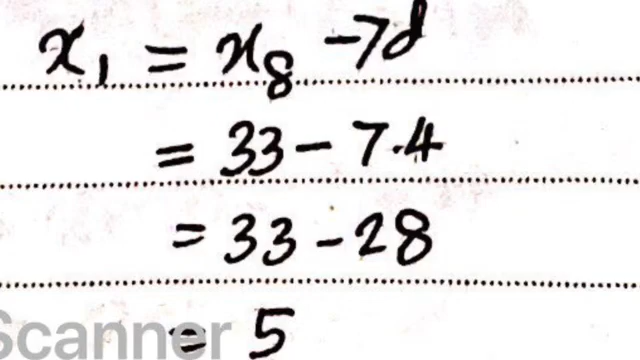 x₁ = x₈ - 7d
= 33 - 7.4
= 33 - 28
= 5
Scanner